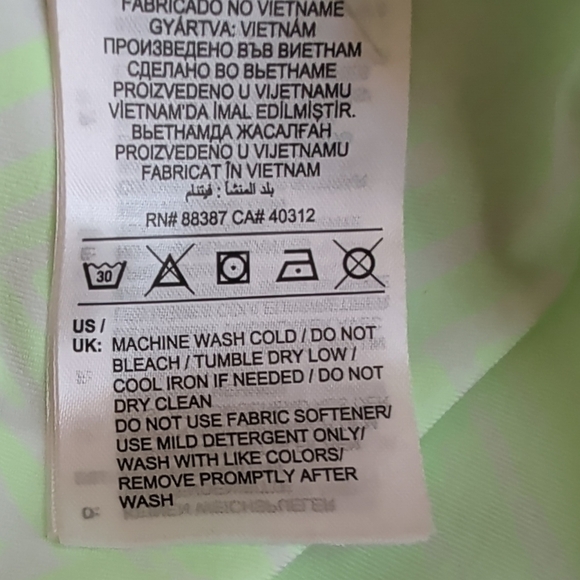 FABRICADO NO VIETNAME
GYÁRTVA: VIETNÁM
ПРОИЗВЕДЕНО ВЪВ ВИЕТНАМ
СДЕЛАНО ВО ВЬЕТНАМЕ
PROIZVEDENO U VIJETNAMU
VİETNAM'DA İMAL EDİLMİŞTİR.
ВЬЕТНАМДА ЖАСАЛҒАН
PROIZVEDENO U VIJETNAMU
FABRICAT ÎN VIETNAM
بلد المنشأ : فيتنام
RN# 88387 CA# 40312
30
US /
UK: MACHINE WASH COLD / DO NOT
BLEACH / TUMBLE DRY LOW /
COOL IRON IF NEEDED / DO NOT
DRY CLEAN
DO NOT USE FABRIC SOFTENER/
USE MILD DETERGENT ONLY/
WASH WITH LIKE COLORS/
REMOVE PROMPTLY AFTER
WASH